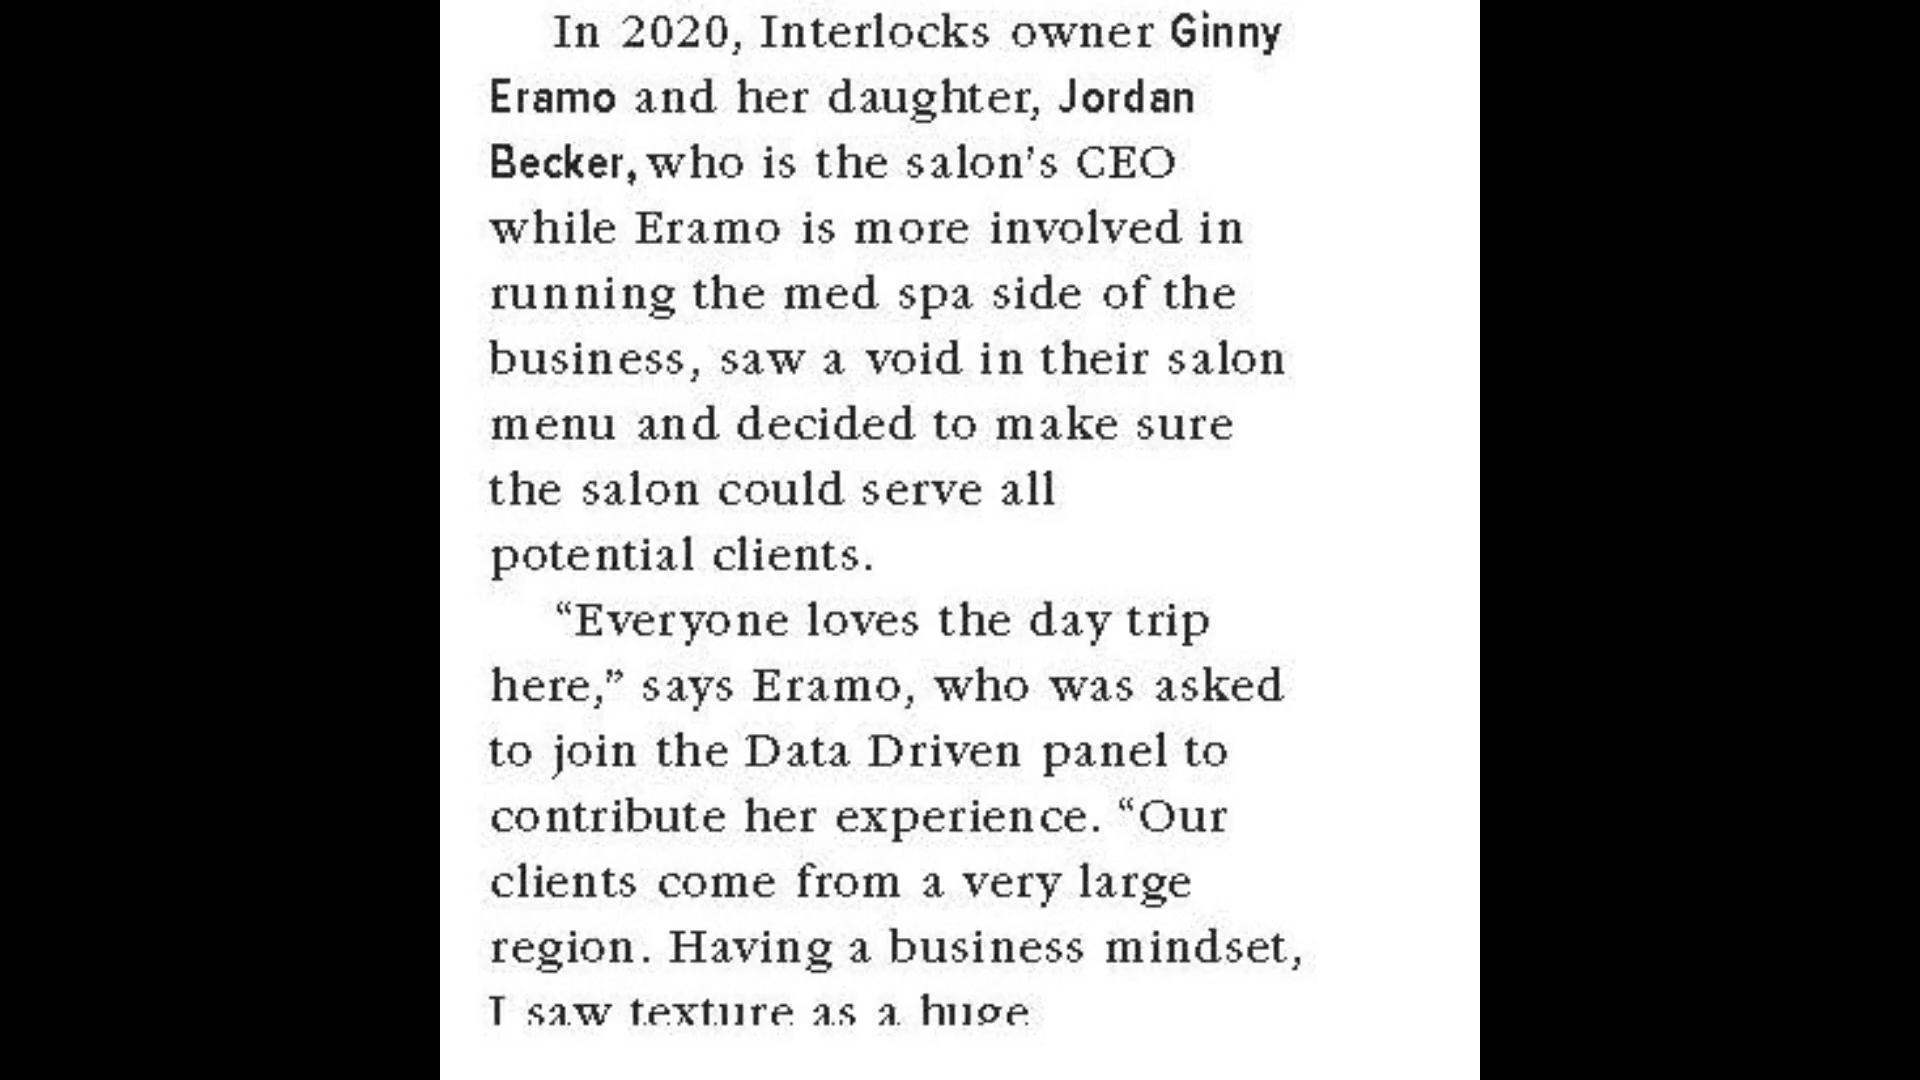 In 2020, Interlocks owner Ginny
Eramo and her daughter, Jordan
Becker, who is the salon's CEO
while Eramo is more involved in
running the med spa side of the
business, saw a void in their salon
menu and decided to make sure
the salon could serve all
potential clients.
“Everyone loves the day trip
here,” says Eramo, who was asked
to join the Data Driven panel to
contribute her experience. “Our
clients come from a very large
region. Having a business mindset,
I saw texture as a huge